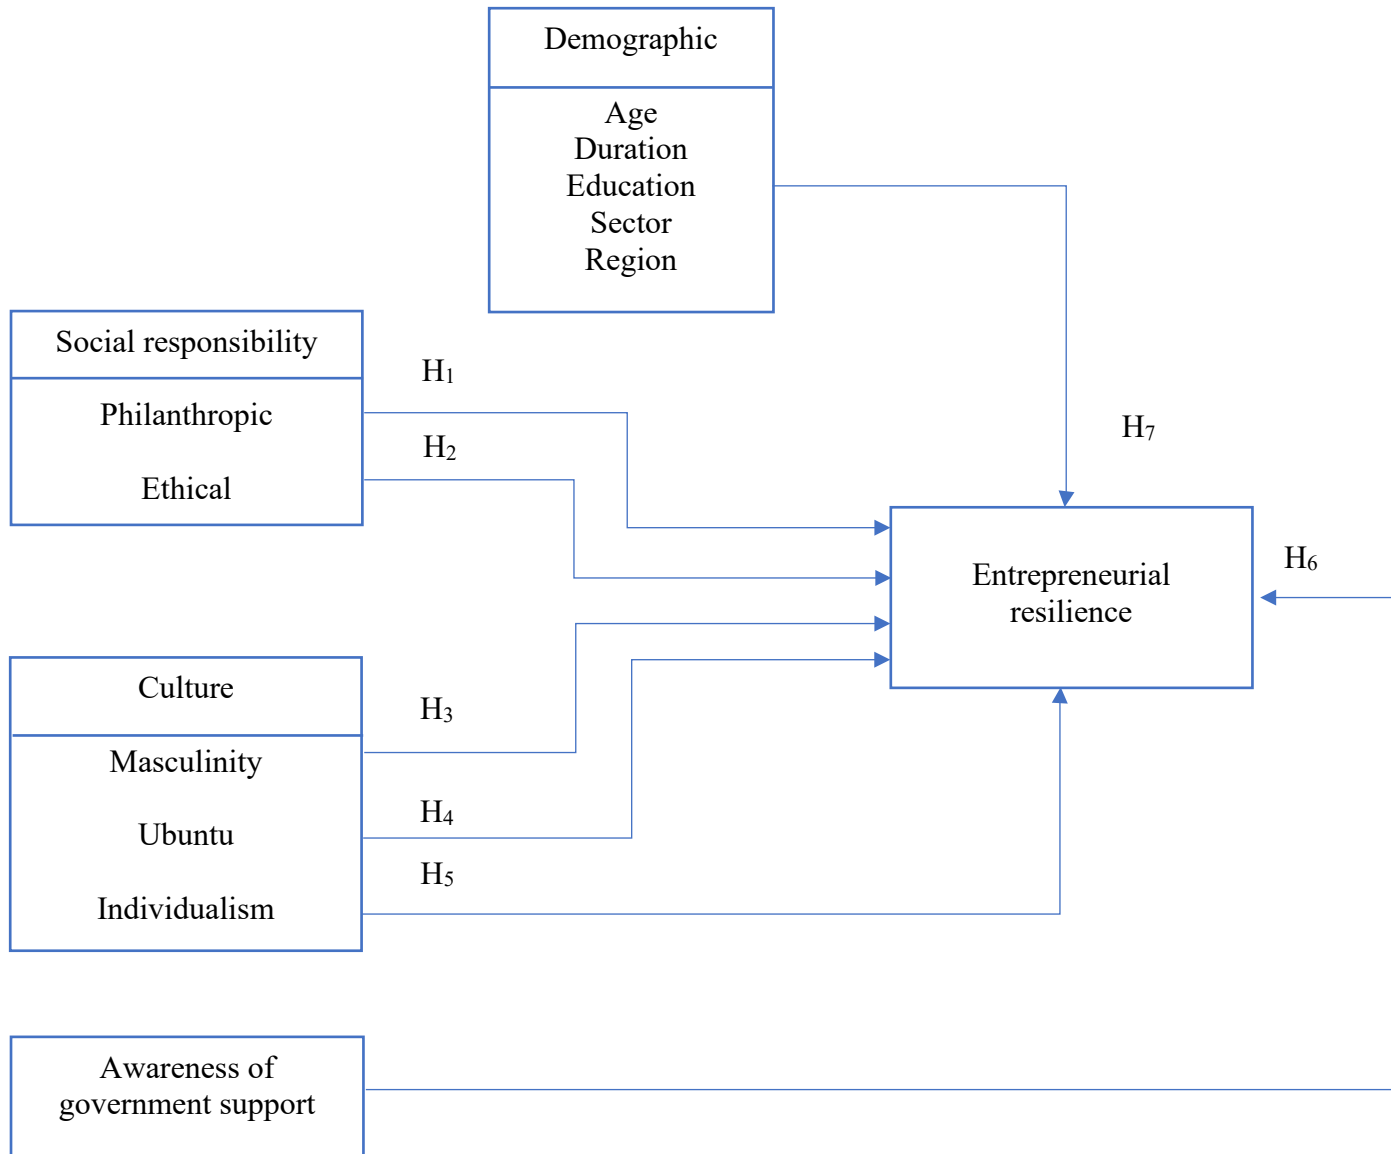 Demographic
Age
Duration
Education
Sector
Region
Social responsibility
Philanthropic
Ethical
H₁
H₂
H₇
Entrepreneurial
resilience
H₆
Culture
Masculinity
Ubuntu
Individualism
H₃
H₄
H₅
Awareness of
government support